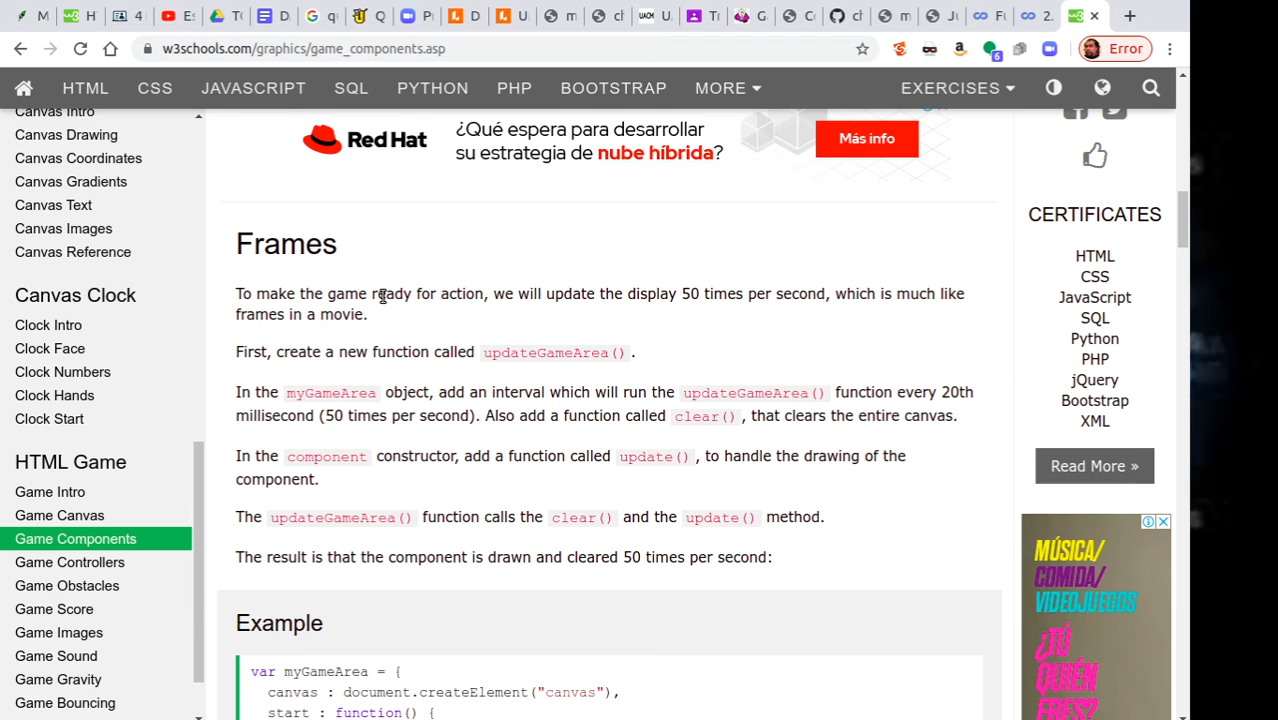 M
H
4
Es
T(
D
q
Ç
P
D
U
m
ch
Tr
G
C
ch
m
J
Fu
2.
w3schools.com/graphics/game_components.asp
6
Error
HTML
CSS
JAVASCRIPT
SQL
PYTHON
PHP
BOOTSTRAP
MORE
EXERCISES
Canvas Intro
Canvas Drawing
Canvas Coordinates
Canvas Gradients
Canvas Text
Canvas Images
Canvas Reference
Canvas Clock
Clock Intro
Clock Face
Clock Numbers
Clock Hands
Clock Start
HTML Game
Game Intro
Game Canvas
Game Components
Game Controllers
Game Obstacles
Game Score
Game Images
Game Sound
Game Gravity
Game Bouncing
Red Hat
¿Qué espera para desarrollar
su estrategia de nube híbrida?
Más info
Frames
To make the game ready for action, we will update the display 50 times per second, which is much like
frames in a movie.
First, create a new function called updateGameArea().
In the myGameArea object, add an interval which will run the updateGameArea() function every 20th
millisecond (50 times per second). Also add a function called clear(), that clears the entire canvas.
In the component constructor, add a function called update(), to handle the drawing of the
component.
The updateGameArea() function calls the clear() and the update() method.
The result is that the component is drawn and cleared 50 times per second:
Example
var myGameArea = {
canvas : document.createElement("canvas"),
start : function() {
CERTIFICATES
HTML
CSS
JavaScript
SQL
Python
PHP
jQuery
Bootstrap
XML
Read More »
MÚSICA/
COMIDA/
VIDEOJUEGOS
¿TÚ
QUIÉN
ERES?